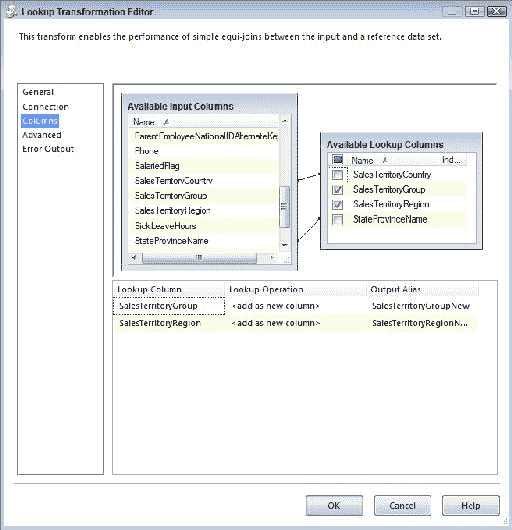 Lookup Transformation Editor
This transform enables the performance of simple equi-joins between the input and a reference data set.
General
Connection
Columns
Advanced
Error Output
Available Input Columns
Name
ParentEmployeeNationalIDAlternateKe
Phone
SalariedFlag
SalesTerritoryCountry
SalesTerritoryGroup
SalesTerritoryRegion
SickLeaveHours
StateProvinceName
Available Lookup Columns
Name Ind...
SalesTerritoryCountry
SalesTerritoryGroup
SalesTerritoryRegion
StateProvinceName
Lookup Column Lookup Operation Output Alias
SalesTerritoryGroup <add as new column> SalesTerritoryGroupNew
SalesTerritoryRegion <add as new column> SalesTerritoryRegionN...
OK Cancel Help